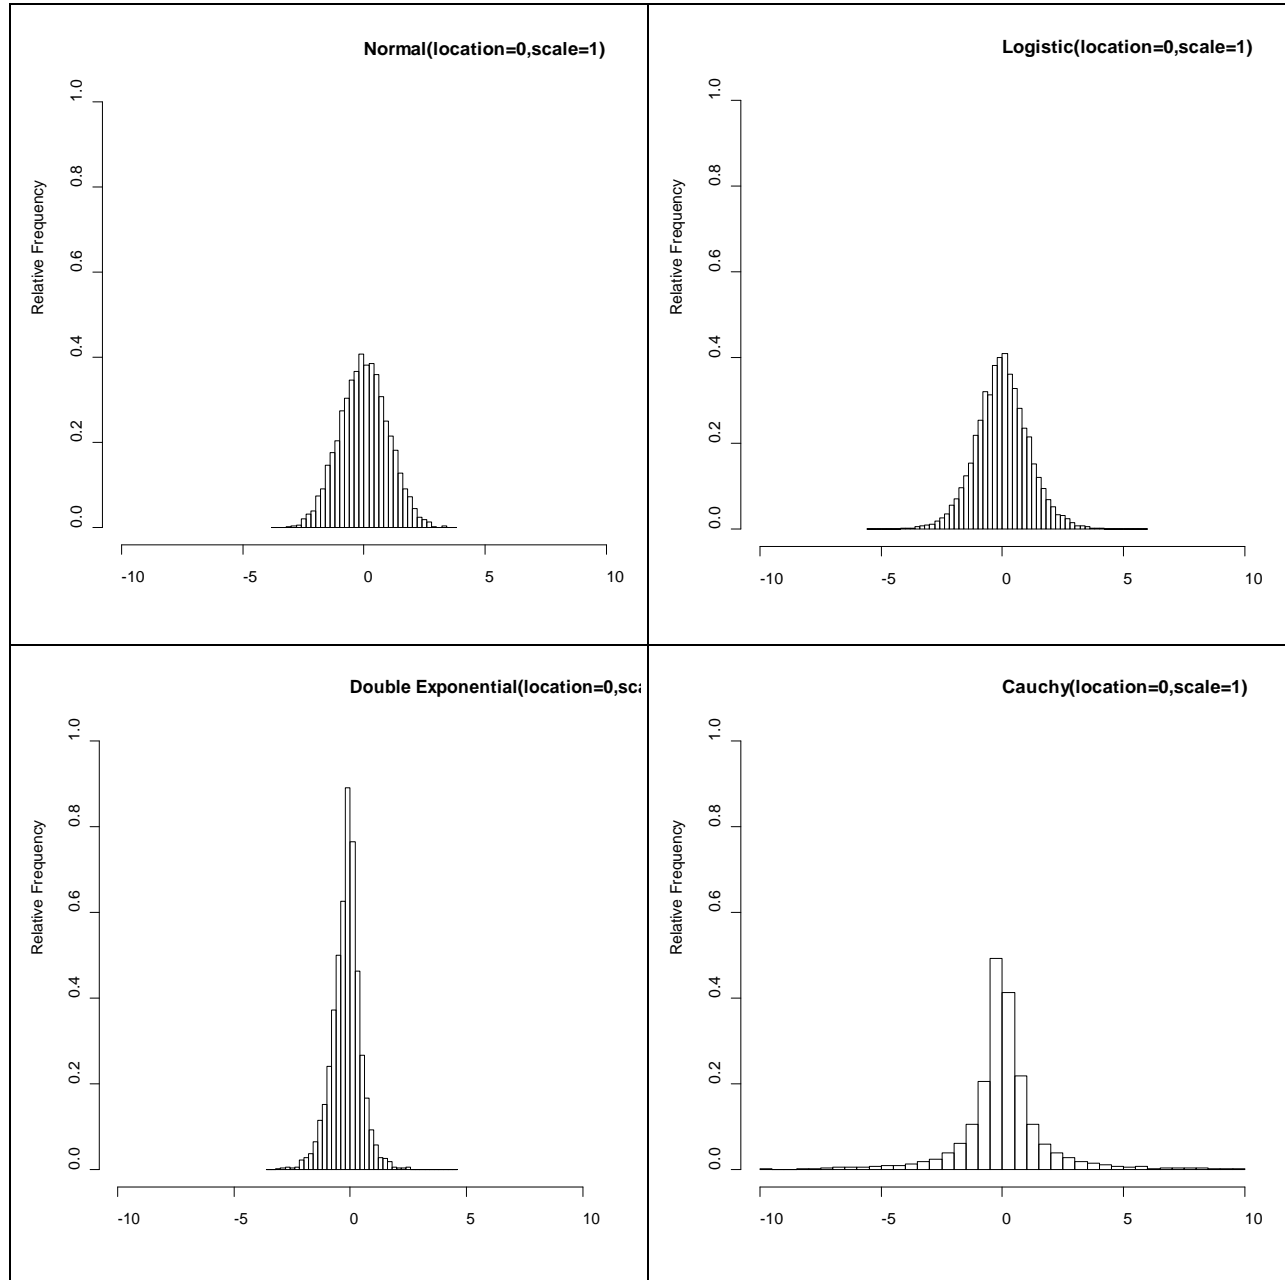 Normal(location=0,scale=1)
Relative Frequency
1.0
0.8
0.6
0.4
0.2
0.0
-10 -5 0 5 10
Logistic(location=0,scale=1)
Relative Frequency
1.0
0.8
0.6
0.4
0.2
0.0
-10 -5 0 5 10
Double Exponential(location=0,sca
Relative Frequency
1.0
0.8
0.6
0.4
0.2
0.0
-10 -5 0 5 10
Cauchy(location=0,scale=1)
Relative Frequency
1.0
0.8
0.6
0.4
0.2
0.0
-10 -5 0 5 10